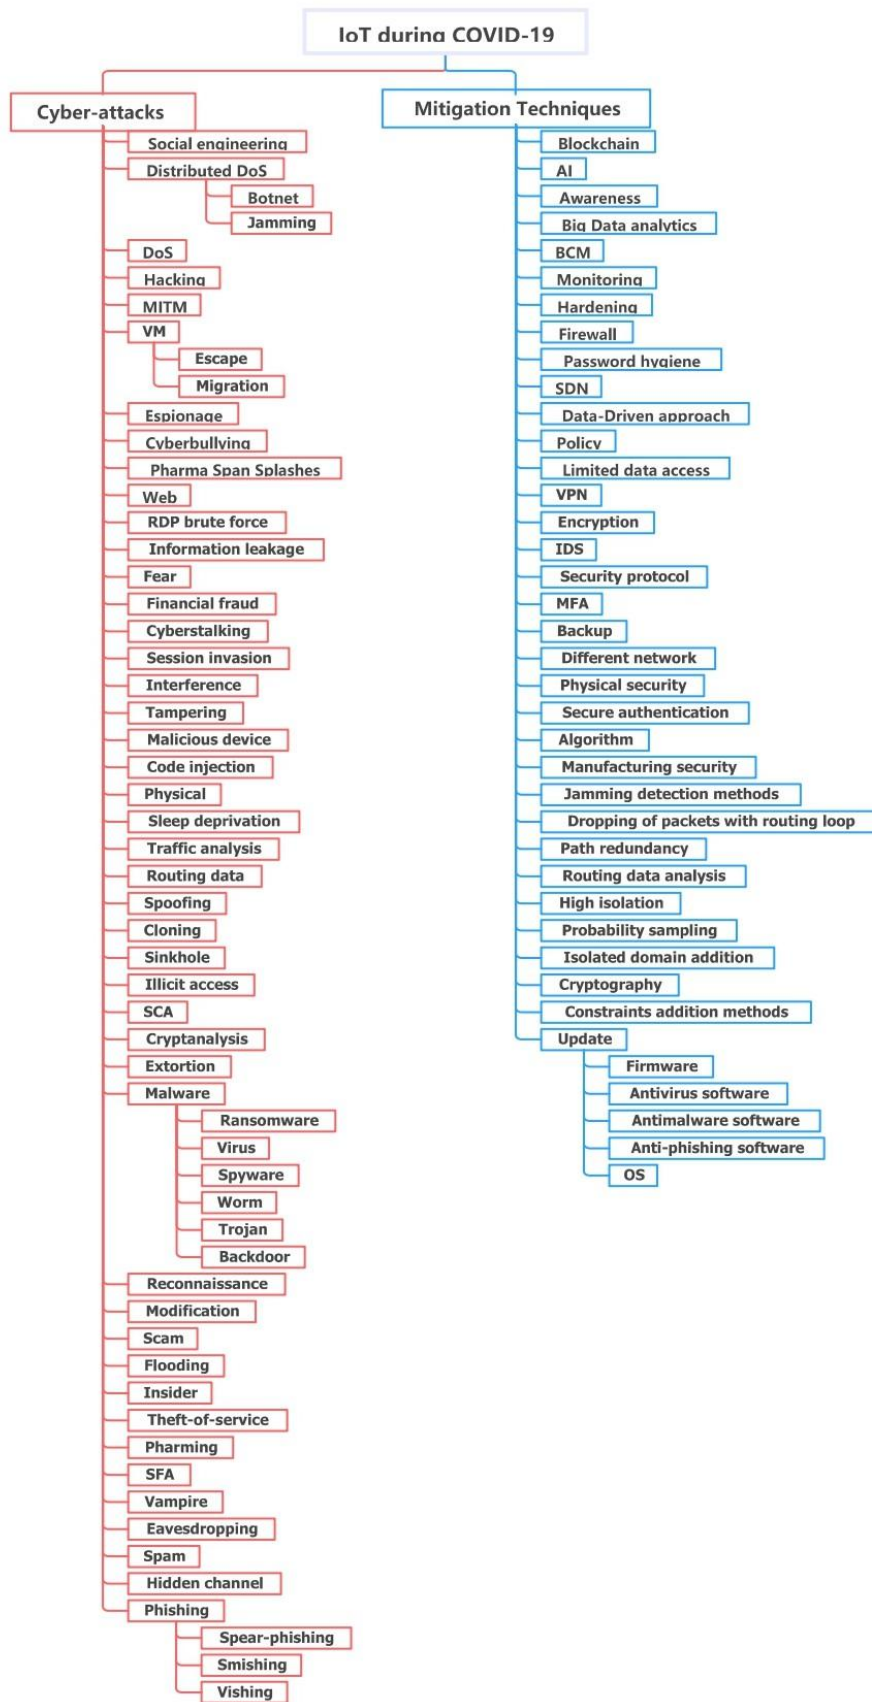 IoT during COVID-19
Cyber-attacks
Social engineering
Distributed DoS
Botnet
Jamming
DoS
Hacking
MITM
VM
Escape
Migration
Espionage
Cyberbullying
Pharma Span Splashes
Web
RDP brute force
Information leakage
Fear
Financial fraud
Cyberstalking
Session invasion
Interference
Tampering
Malicious device
Code injection
Physical
Sleep deprivation
Traffic analysis
Routing data
Spoofing
Cloning
Sinkhole
Illicit access
SCA
Cryptanalysis
Extortion
Malware
Ransomware
Virus
Spyware
Worm
Trojan
Backdoor
Reconnaissance
Modification
Scam
Flooding
Insider
Theft-of-service
Pharming
SFA
Vampire
Eavesdropping
Spam
Hidden channel
Phishing
Spear-phishing
Smishing
Vishing
Mitigation Techniques
Blockchain
AI
Awareness
Big Data analytics
BCM
Monitoring
Hardening
Firewall
Password hygiene
SDN
Data-Driven approach
Policy
Limited data access
VPN
Encryption
IDS
Security protocol
MFA
Backup
Different network
Physical security
Secure authentication
Algorithm
Manufacturing security
Jamming detection methods
Dropping of packets with routing loop
Path redundancy
Routing data analysis
High isolation
Probability sampling
Isolated domain addition
Cryptography
Constraints addition methods
Update
Firmware
Antivirus software
Antimalware software
Anti-phishing software
OS